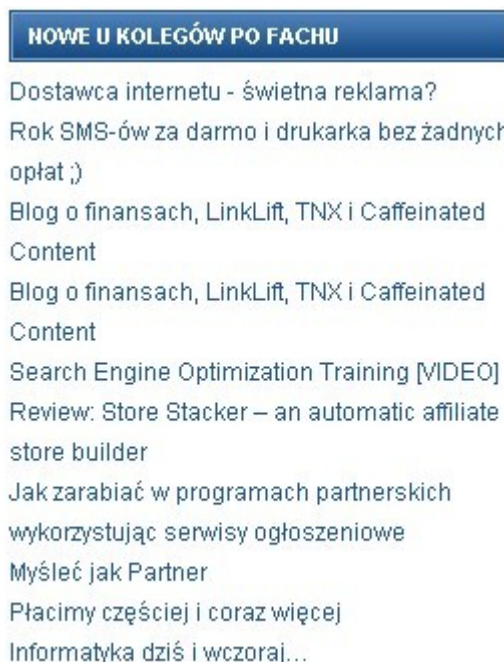 NOWE U KOLEGÓW PO FACHU
Dostawca internetu - świetna reklama?
Rok SMS-ów za darmo i drukarka bez żadnych
opłat ;)
Blog o finansach, LinkLift, TNX i Caffeinated
Content
Blog o finansach, LinkLift, TNX i Caffeinated
Content
Search Engine Optimization Training [VIDEO]
Review: Store Stacker – an automatic affiliate
store builder
Jak zarabiać w programach partnerskich
wykorzystując serwisy ogłoszeniowe
Myśleć jak Partner
Płacimy częściej i coraz więcej
Informatyka dziś i wczoraj...